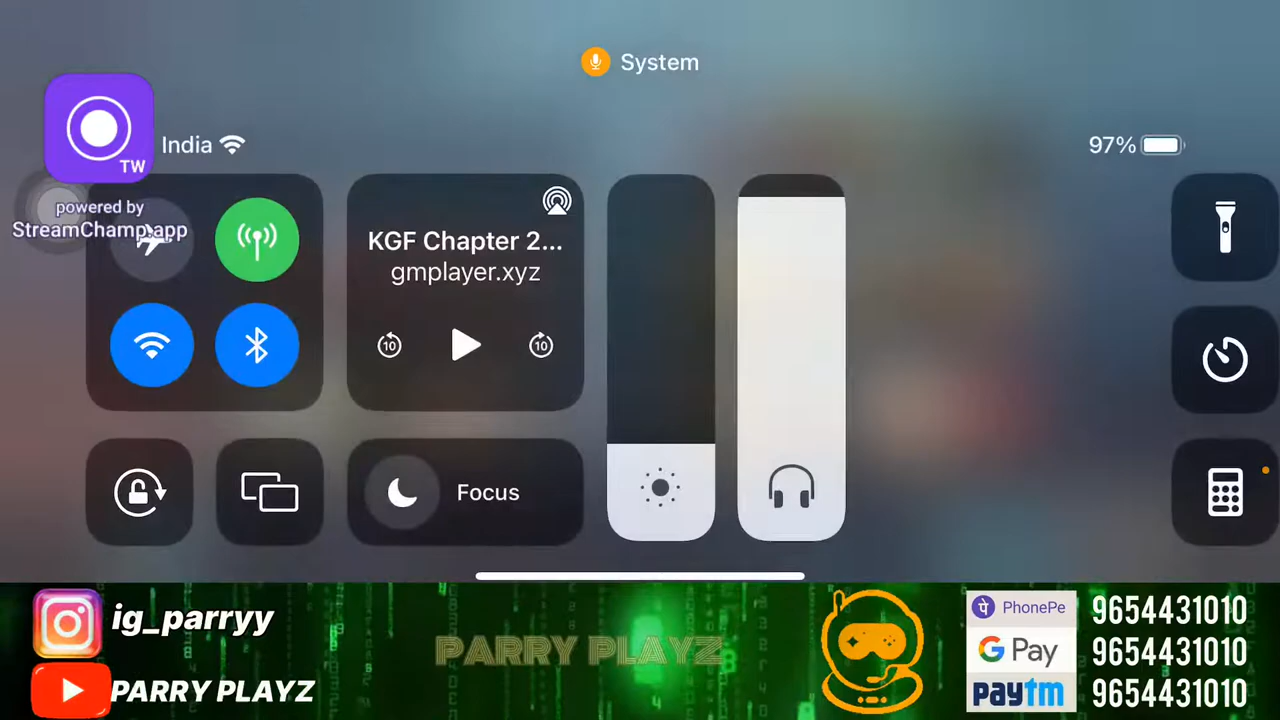 System
TW
powered by
StreamChamp.app
India
97%
KGF Chapter 2...
gmplayer.xyz
10
10
Focus
ig_parryy
PARRY PLAYZ
PARRY PLAYZ
PhonePe
G Pay
paytm
9654431010
9654431010
9654431010